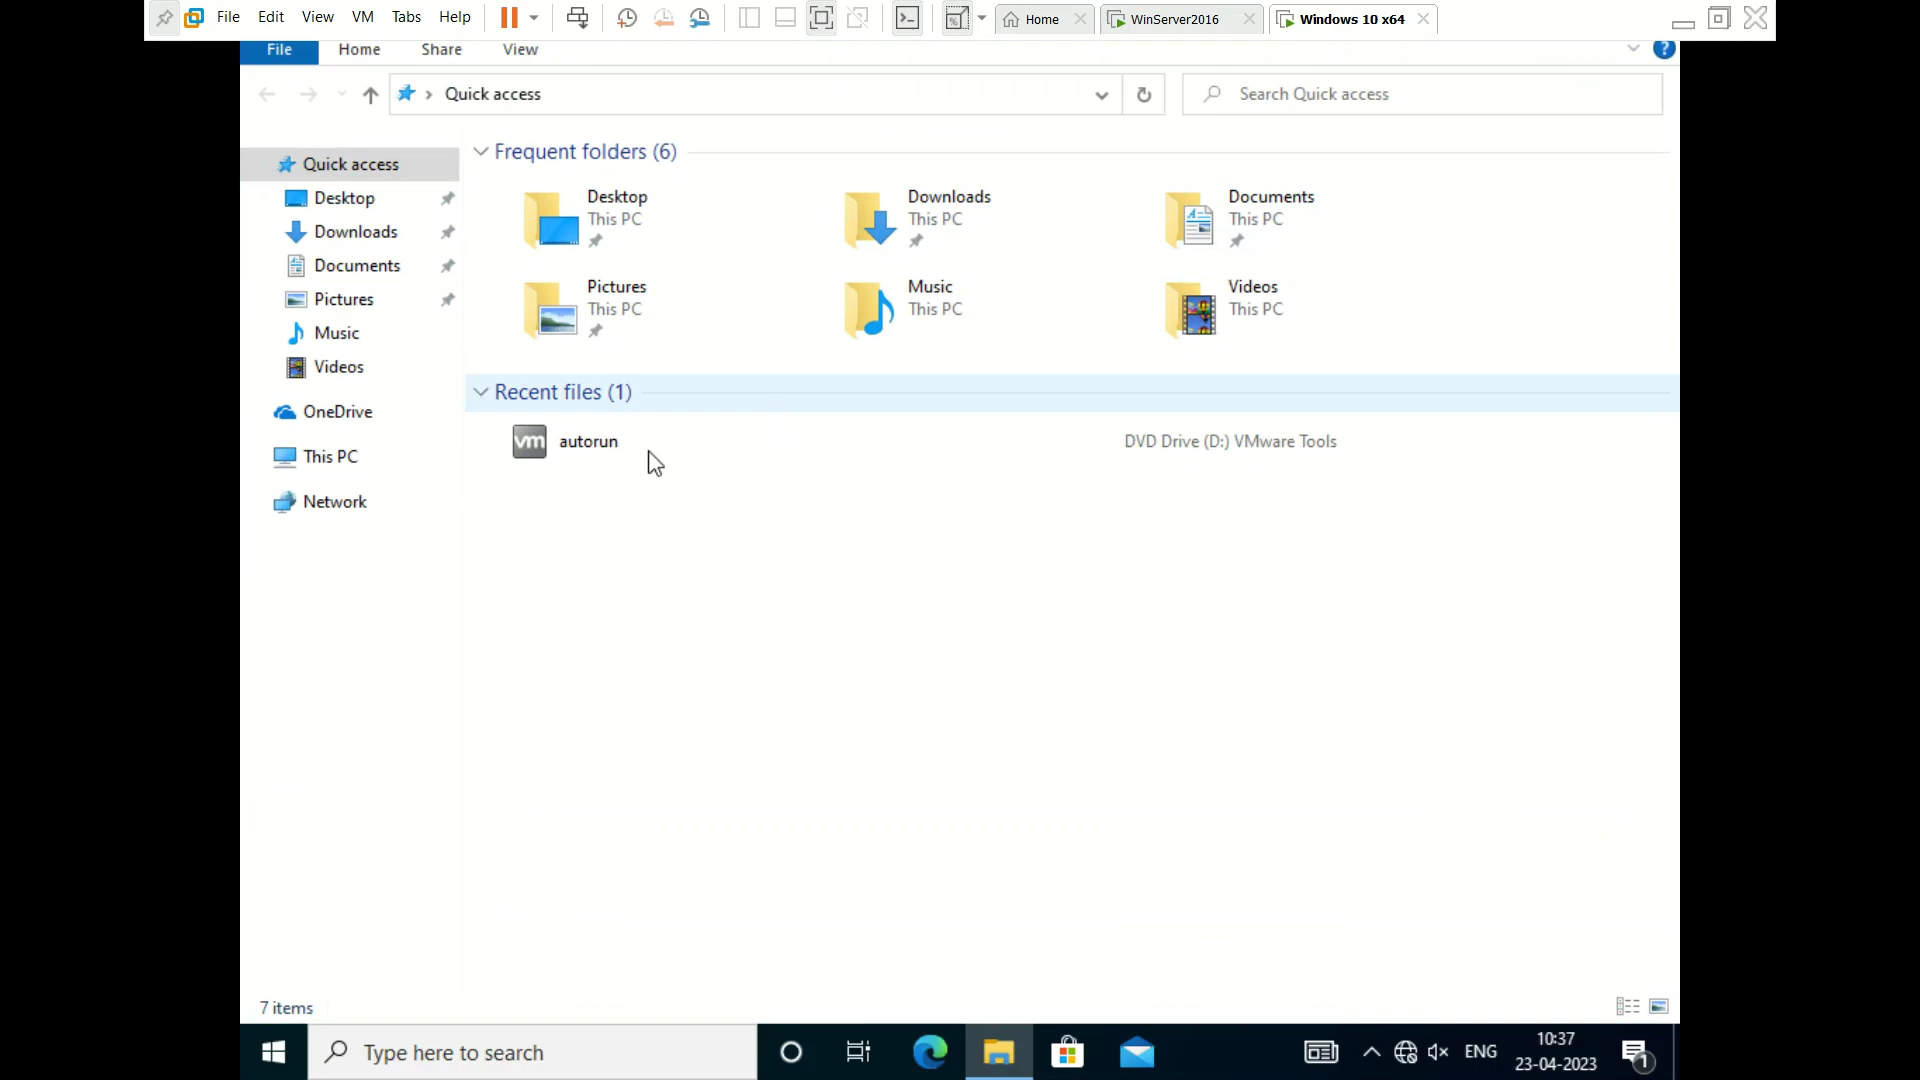 File Edit View VM Tabs Help Home WinServer2016 Windows 10 x64
File Home Share View ?
Quick access Search Quick access
Quick access
Desktop
Downloads
Documents
Pictures
Music
Videos
OneDrive
This PC
Network
Frequent folders (6)
Desktop
This PC
Downloads
This PC
Documents
This PC
Pictures
This PC
Music
This PC
Videos
This PC
Recent files (1)
vm autorun DVD Drive (D:) VMware Tools
7 items
Type here to search ENG
10:37
23-04-2023
1